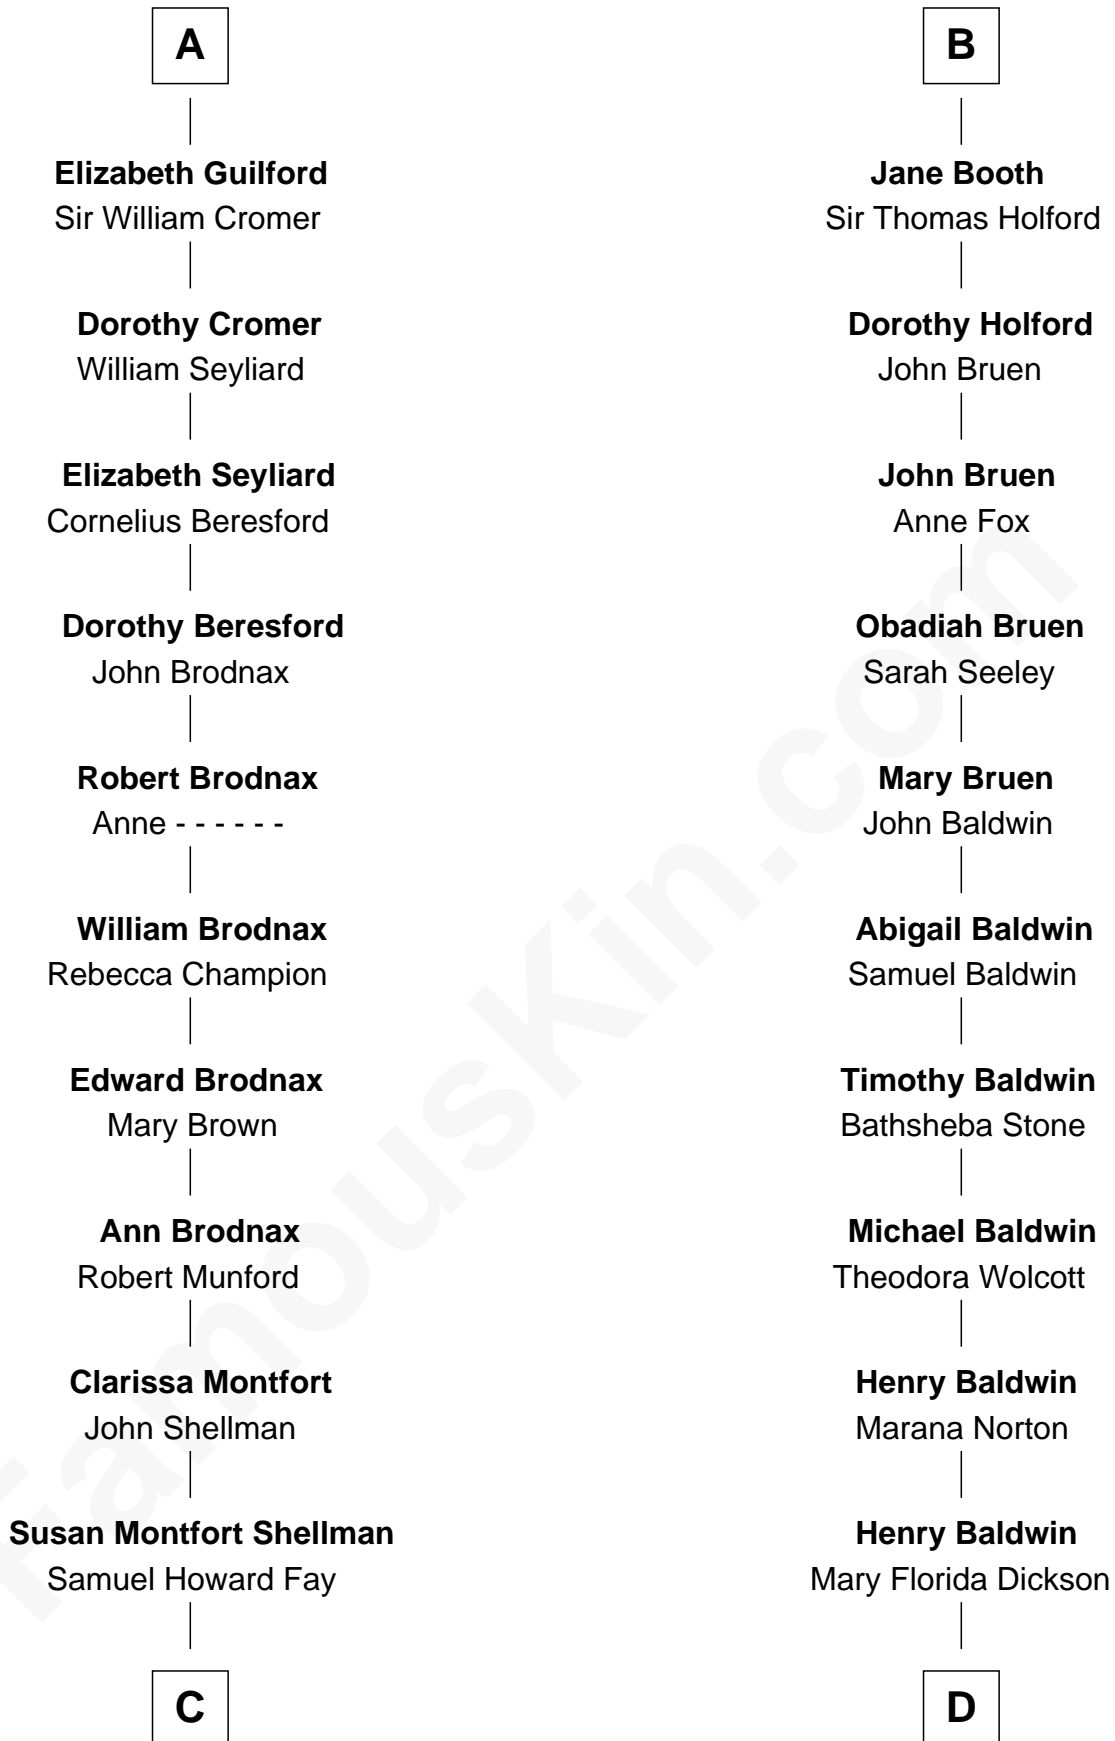 A
Elizabeth Guilford
Sir William Cromer
Dorothy Cromer
William Seyliard
Elizabeth Seyliard
Cornelius Beresford
Dorothy Beresford
John Brodnax
Robert Brodnax
Anne - - - - - -
William Brodnax
Rebecca Champion
Edward Brodnax
Mary Brown
Ann Brodnax
Robert Munford
Clarissa Montfort
John Shellman
Susan Montfort Shellman
Samuel Howard Fay
C
B
Jane Booth
Sir Thomas Holford
Dorothy Holford
John Bruen
John Bruen
Anne Fox
Obadiah Bruen
Sarah Seeley
Mary Bruen
John Baldwin
Abigail Baldwin
Samuel Baldwin
Timothy Baldwin
Bathsheba Stone
Michael Baldwin
Theodora Wolcott
Henry Baldwin
Marana Norton
Henry Baldwin
Mary Florida Dickson
D
FamousKin.com